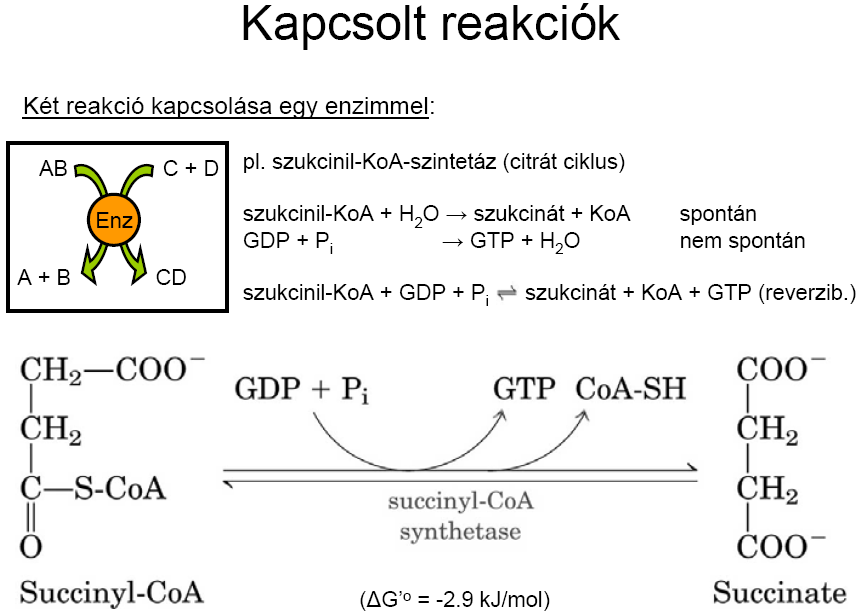 Kapcsolt reakciók
Két reakció kapcsolása egy enzimmel:
AB C + D
Enz
A + B CD
pl. szukcinil-KoA-szintetáz (citrát ciklus)
szukcinil-KoA + H₂O → szukcinát + KoA spontán
GDP + Pᵢ → GTP + H₂O nem spontán
szukcinil-KoA + GDP + Pᵢ ⇌ szukcinát + KoA + GTP (reverzib.)
CH₂—COO⁻
CH₂
C—S-CoA
O
Succinyl-CoA
GDP + Pᵢ GTP CoA-SH
succinyl-CoA
synthetase
(ΔG'º = -2.9 kJ/mol)
COO⁻
CH₂
CH₂
COO⁻
Succinate